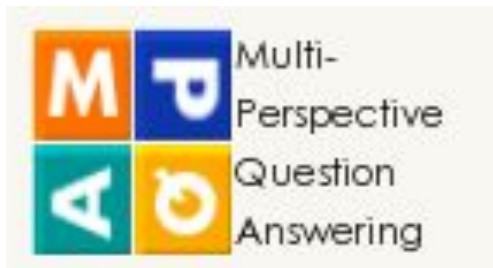 M P
A Q
Multi-
Perspective
Question
Answering